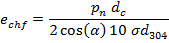 e_chf = p_n d_c / 2 cos(α) 10 σd_304